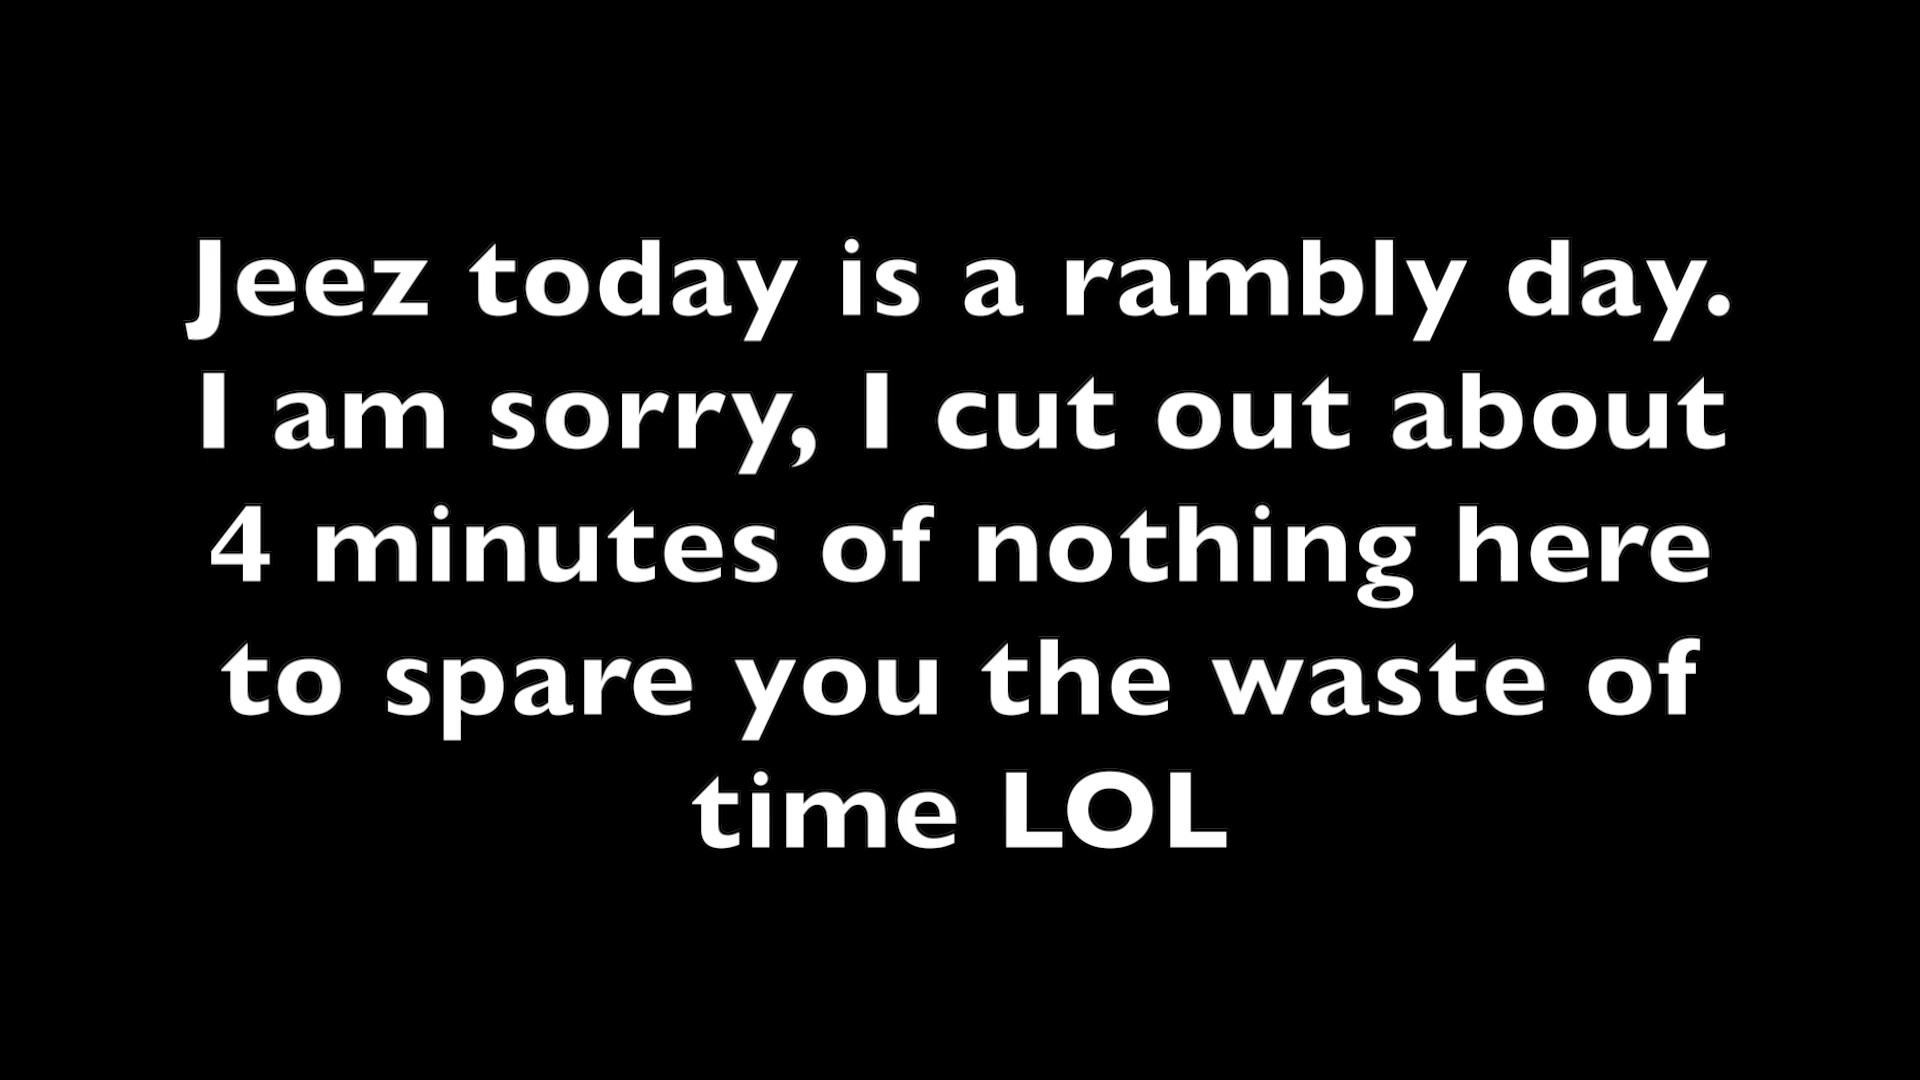 Jeez today is a rambly day.
I am sorry, I cut out about
4 minutes of nothing here
to spare you the waste of
time LOL